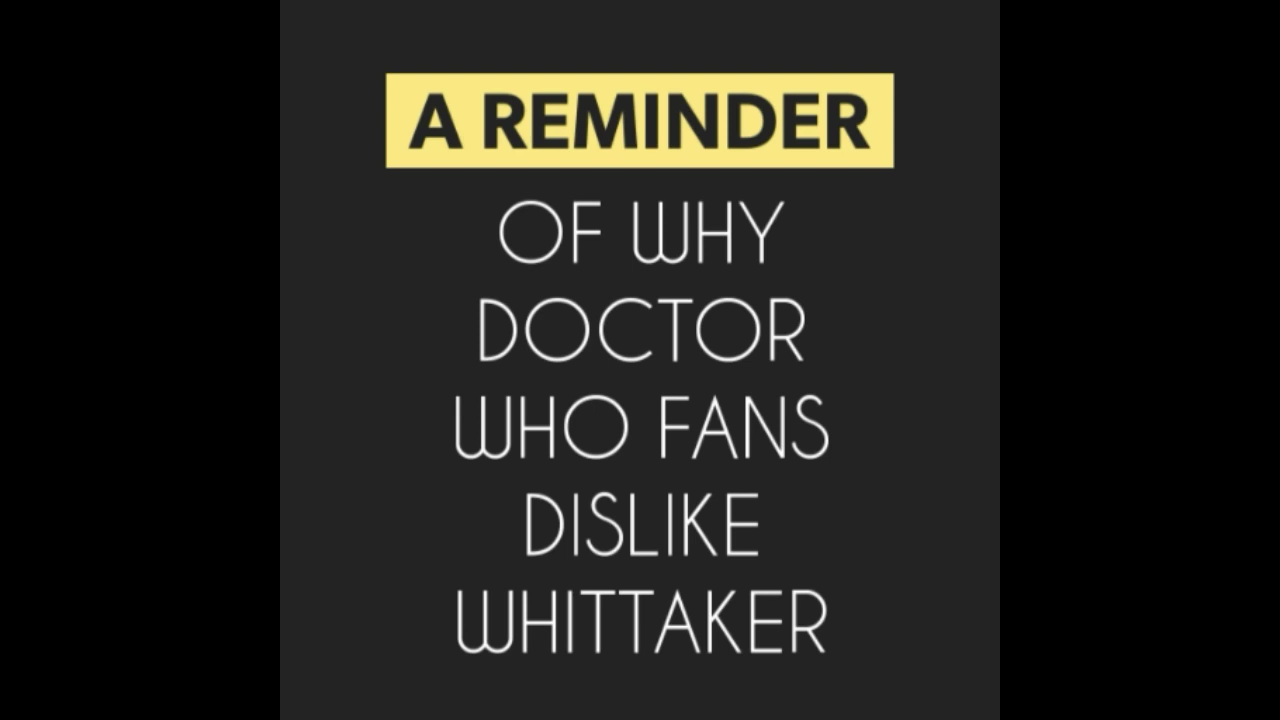 A REMINDER
OF WHY
DOCTOR
WHO FANS
DISLIKE
WHITTAKER